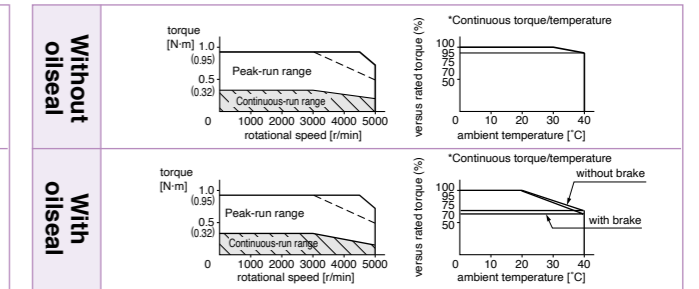 Without
oilseal
torque
[N·m]
1.0
(0.95)
0.5
(0.32)
0
Peak-run range
Continuous-run range
1000 2000 3000 4000 5000
rotational speed [r/min]
*Continuous torque/temperature
versus rated torque (%)
100
95
75
70
50
0 10 20 30 40
ambient temperature [˚C]
With
oilseal
torque
[N·m]
1.0
(0.95)
0.5
(0.32)
0
Peak-run range
Continuous-run range
1000 2000 3000 4000 5000
rotational speed [r/min]
*Continuous torque/temperature
without brake
with brake
versus rated torque (%)
100
95
75
70
50
0 10 20 30 40
ambient temperature [˚C]